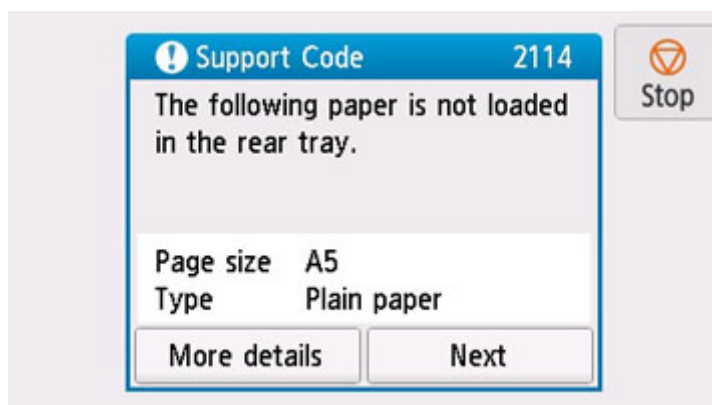 Support Code 2114
Stop
The following paper is not loaded
in the rear tray.
Page size A5
Type Plain paper
More details Next